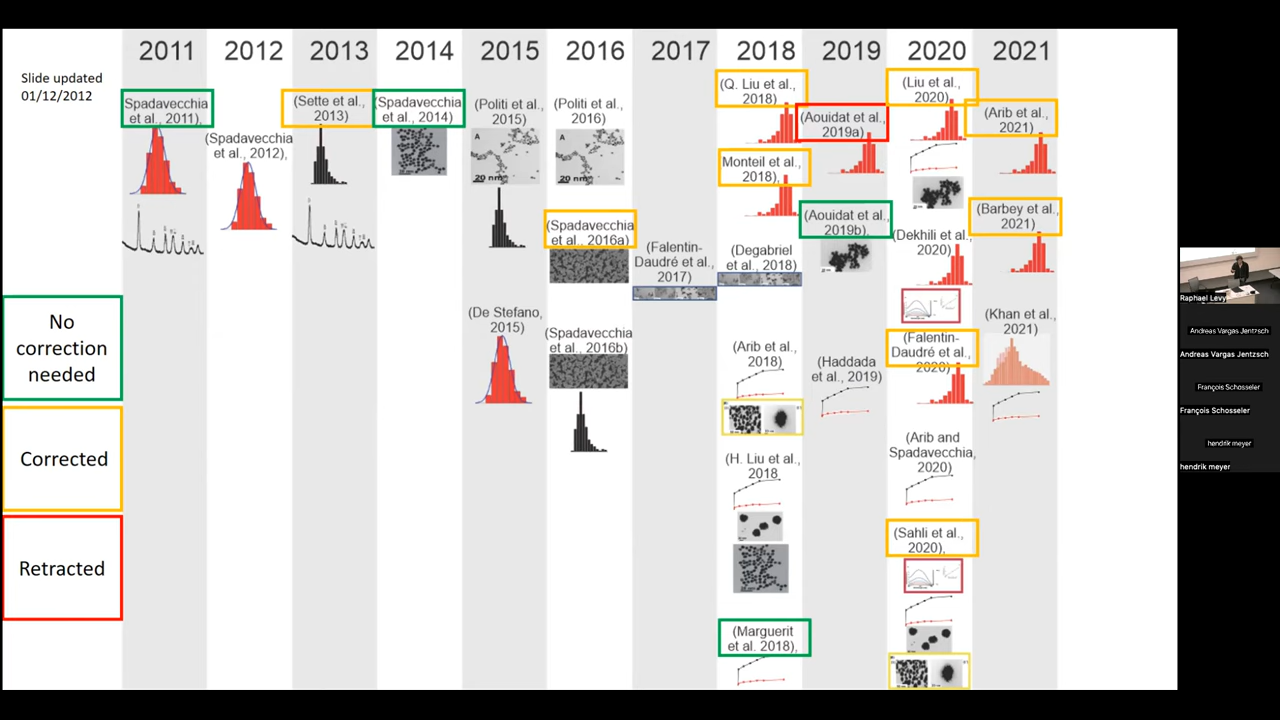 2011
2012
2013
2014
2015
2016
2017
2018
2019
2020
2021
Slide updated
01/12/2012
Spadavecchia
et al., 2011),
(Spadavecchia
et al., 2012),
(Sette et al.,
2013)
(Spadavecchia
et al., 2014)
(Politi et al.,
2015)
A
20 nm
(De Stefano,
2015)
(Politi et al.,
2016)
A
20 nm
(Spadavecchia
et al., 2016a)
(Spadavecchia
et al., 2016b)
(Falentin-
Daudré et al.,
2017)
(Q. Liu et al.,
2018)
Monteil et al.,
2018),
(Degabriel
et al., 2018)
(Arib et al.,
2018)
(H. Liu et al.,
2018
(Marguerit
et al. 2018),
(Aouidat et al.,
2019a)
(Aouidat et al.,
2019b),
(Haddada
et al., 2019)
(Liu et al.,
2020)
(Dekhili et al.,
2020)
(Falentin-
Daudré et al.,
2020)
(Arib and
Spadavecchia,
2020)
(Sahli et al.,
2020),
(Arib et al.,
2021)
(Barbey et al.,
2021)
(Khan et al.,
2021)
No
correction
needed
Corrected
Retracted
Raphael Levy
Andreas Vargas Jentzsch
Andreas Vargas Jentzsch
François Schosseler
François Schosseler
hendrik meyer
hendrik meyer